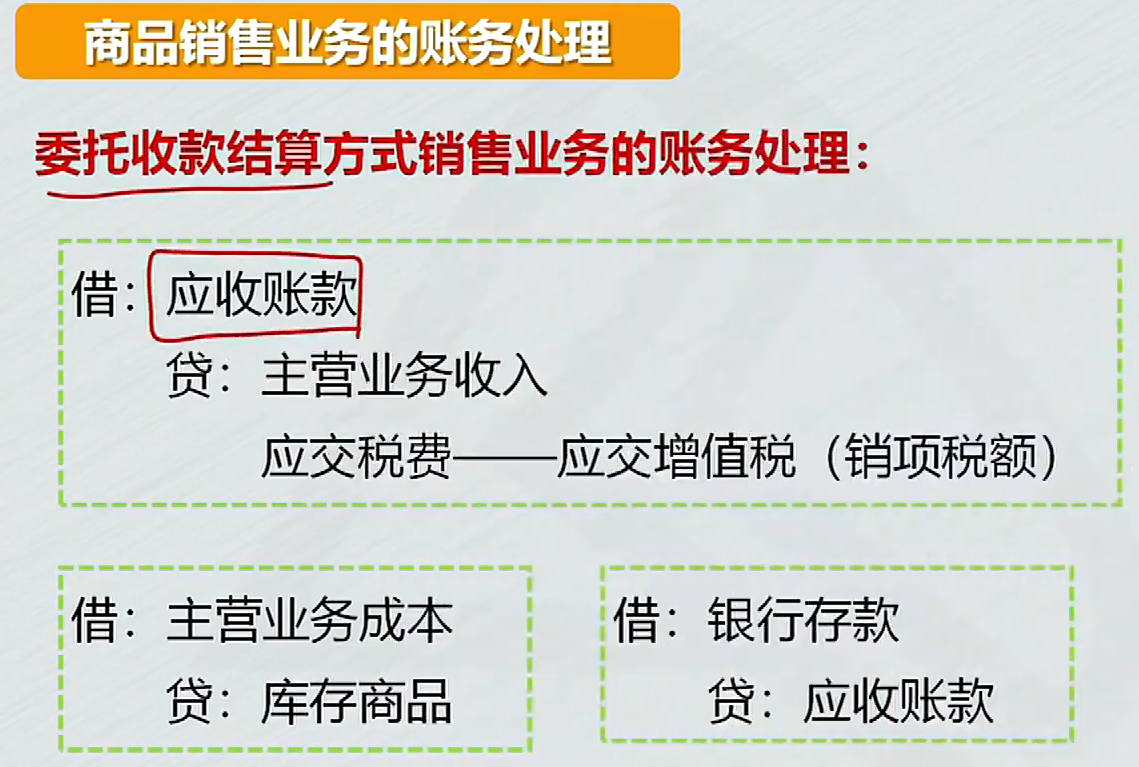 商品销售业务的账务处理
委托收款结算方式销售业务的账务处理：
借：应收账款
贷：主营业务收入
应交税费——应交增值税（销项税额）
借：主营业务成本
贷：库存商品
借：银行存款
贷：应收账款